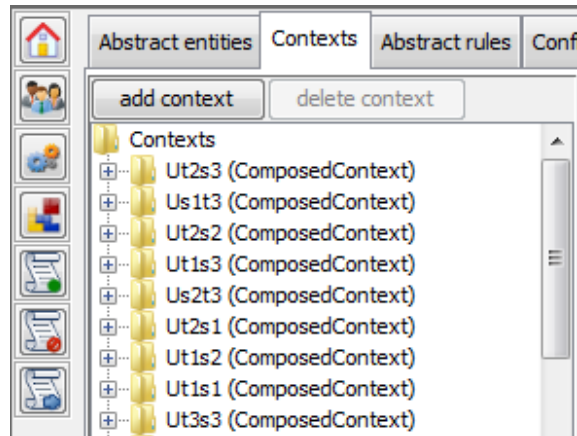 Abstract entities Contexts Abstract rules Conf
add context delete context
Contexts
Ut2s3 (ComposedContext)
Us1t3 (ComposedContext)
Ut2s2 (ComposedContext)
Ut1s3 (ComposedContext)
Us2t3 (ComposedContext)
Ut2s1 (ComposedContext)
Ut1s2 (ComposedContext)
Ut1s1 (ComposedContext)
Ut3s3 (ComposedContext)